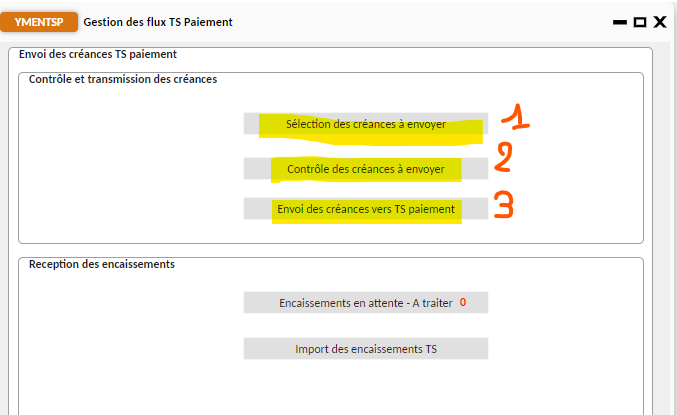 YMENTSP Gestion des flux TS Paiement
Envoi des créances TS paiement
Contrôle et transmission des créances
Sélection des créances à envoyer 1
Contrôle des créances à envoyer 2
Envoi des créances vers TS paiement 3
Reception des encaissements
Encaissements en attente - A traiter 0
Import des encaissements TS